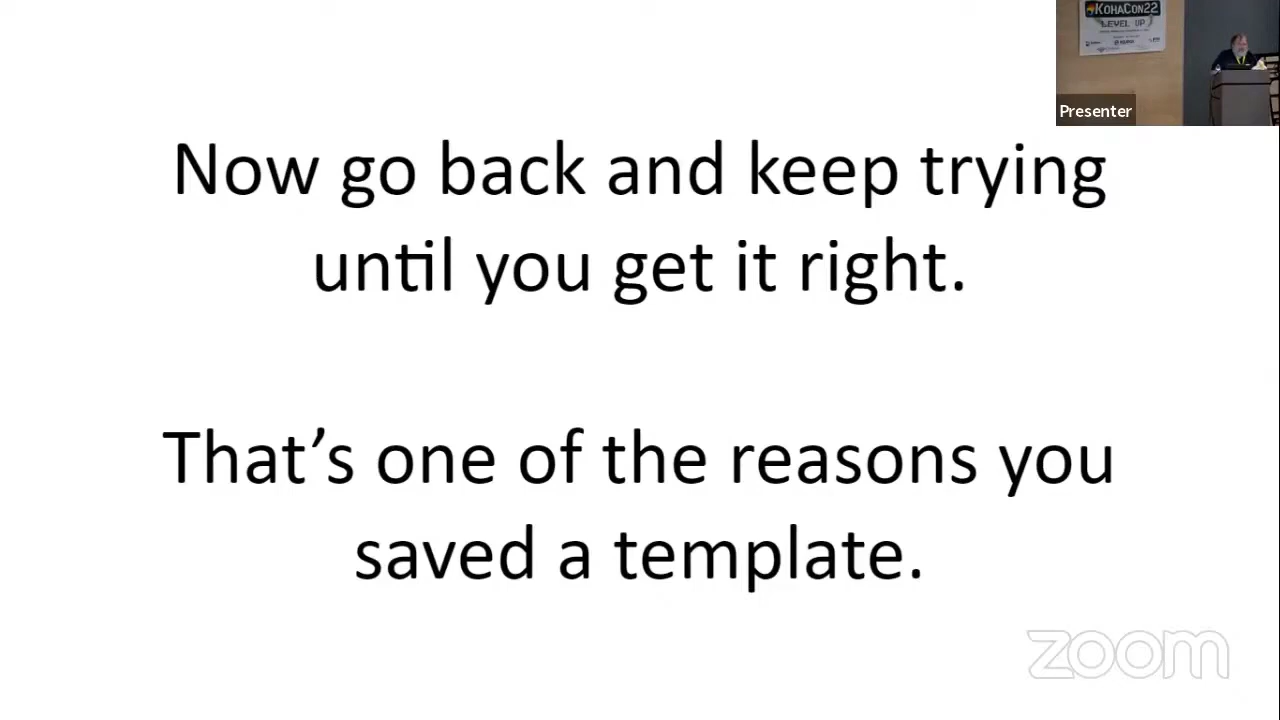 KOHACON22
LEVEL UP
Presenter
Now go back and keep trying
until you get it right.
That’s one of the reasons you
saved a template.
zoom